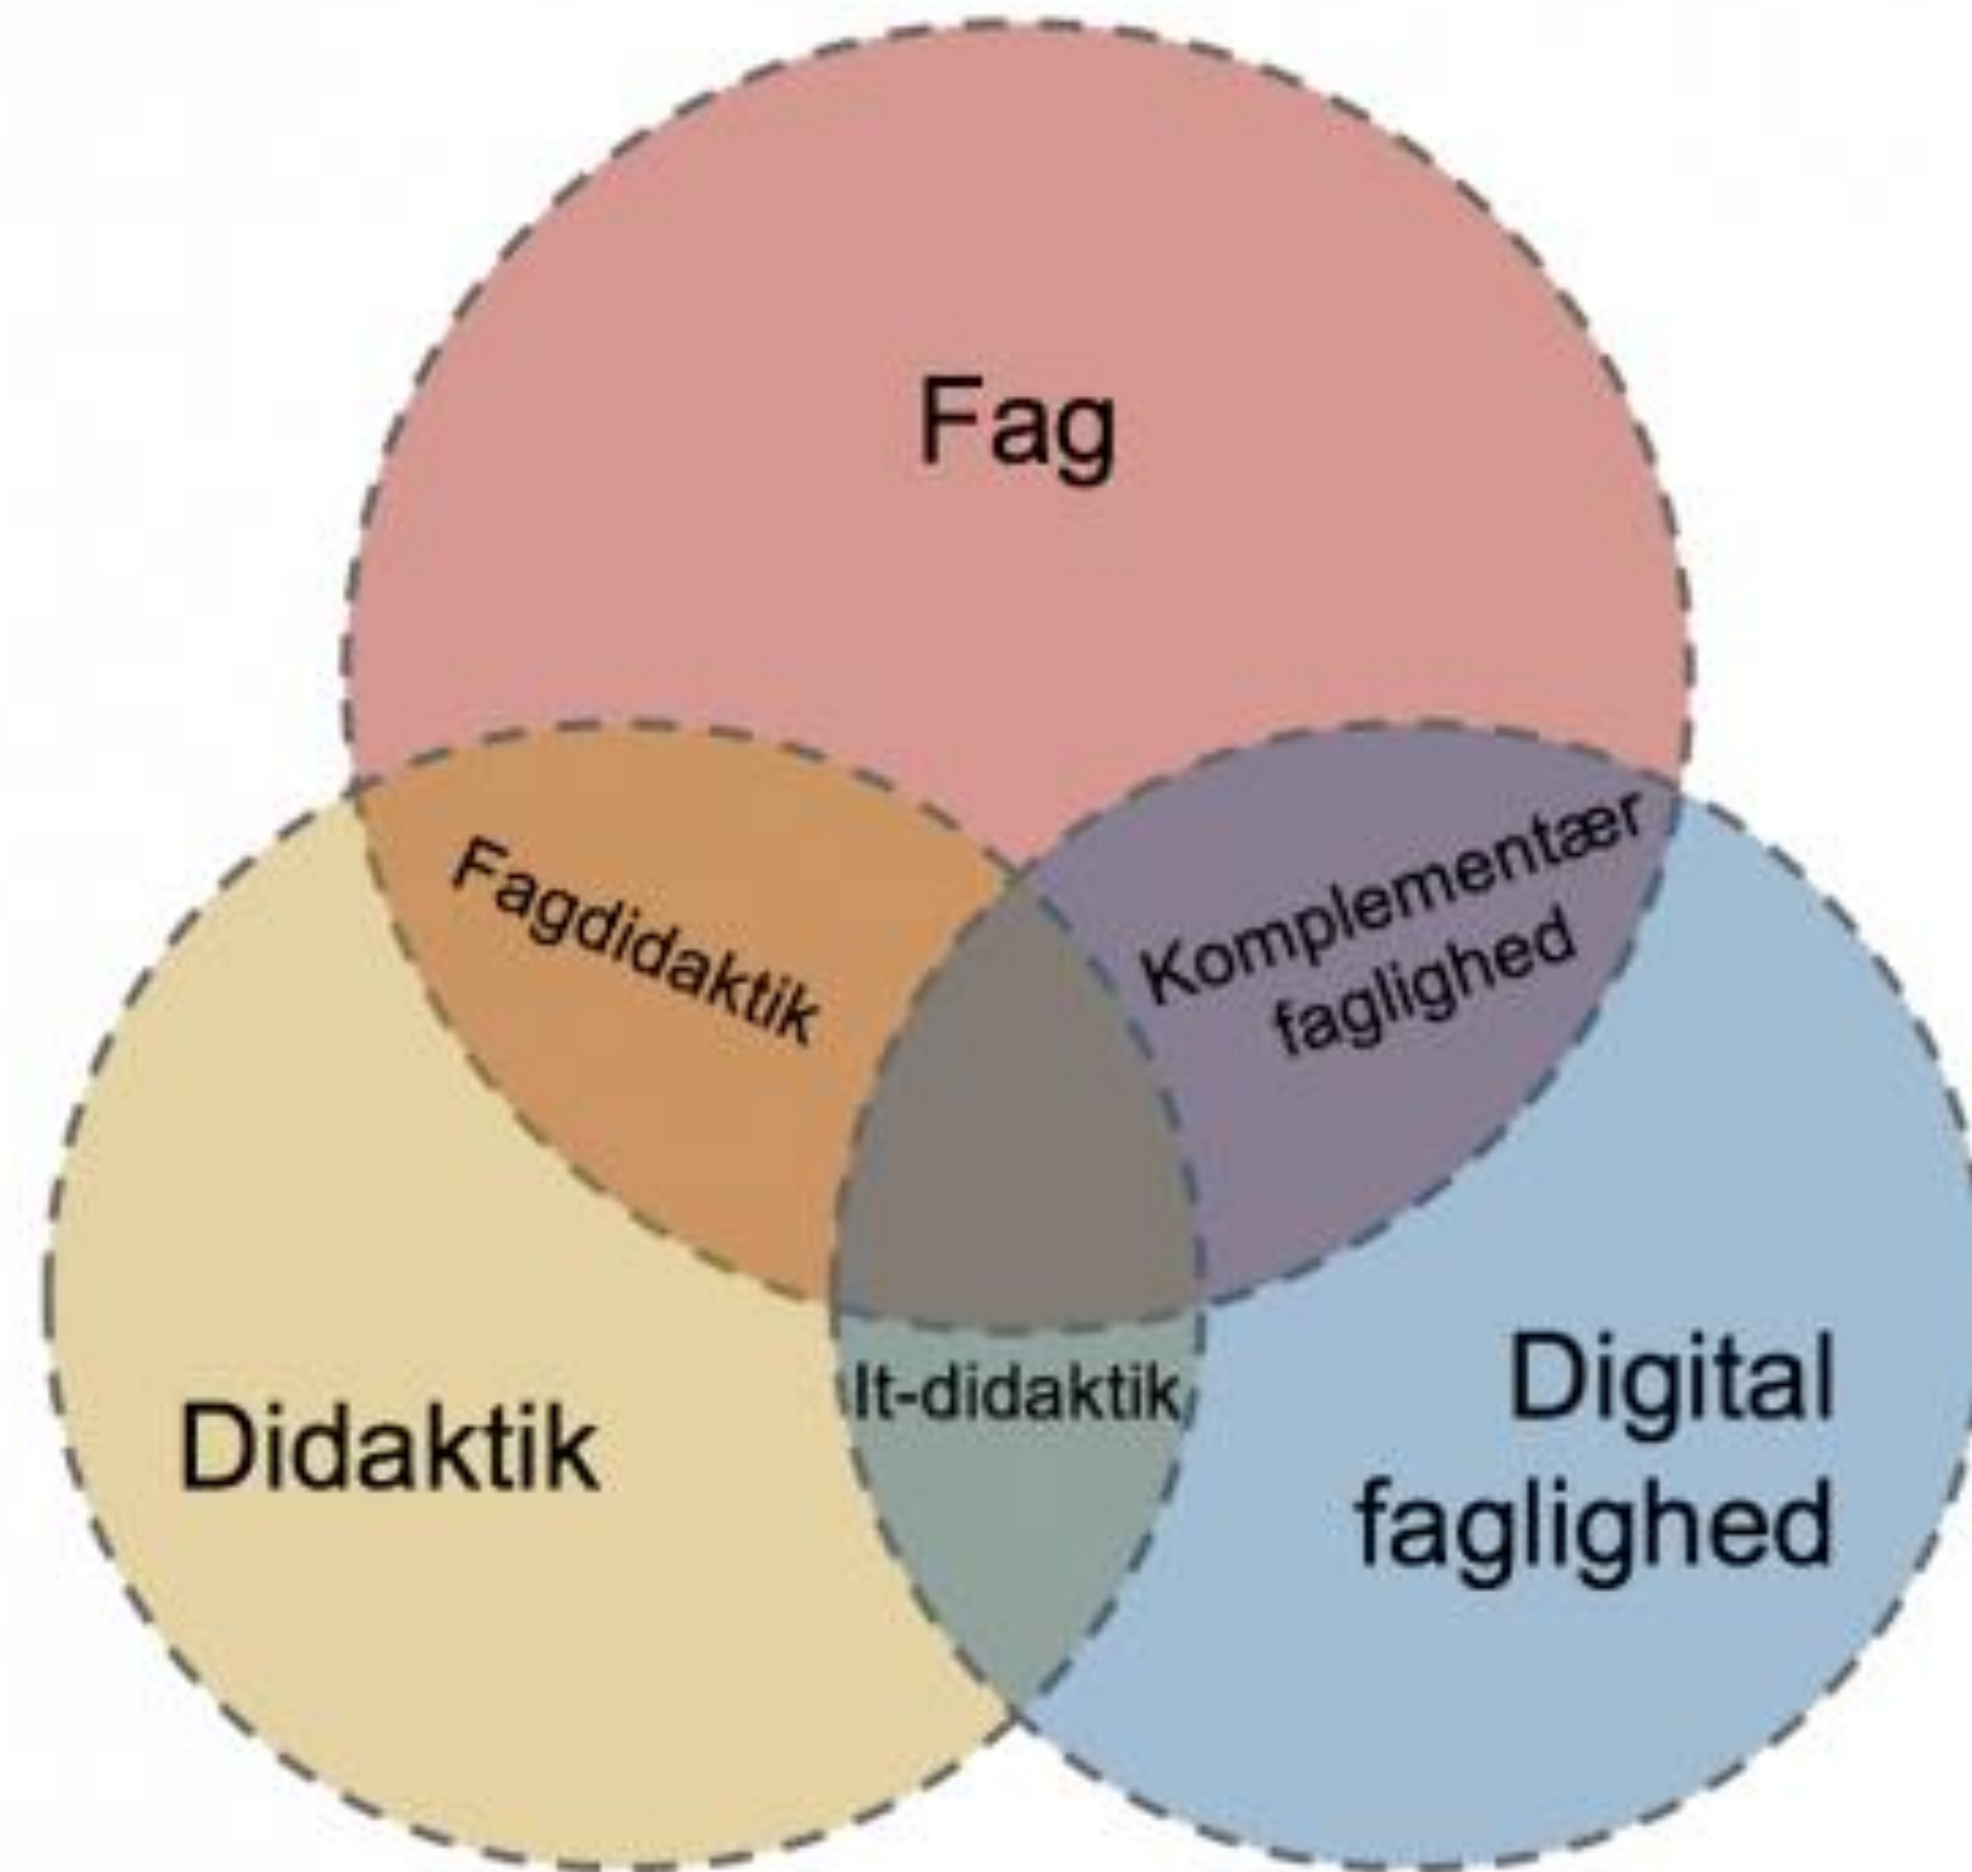 Fag
Fagdidaktik
Komplementær
faglighed
It-didaktik
Didaktik
Digital
faglighed